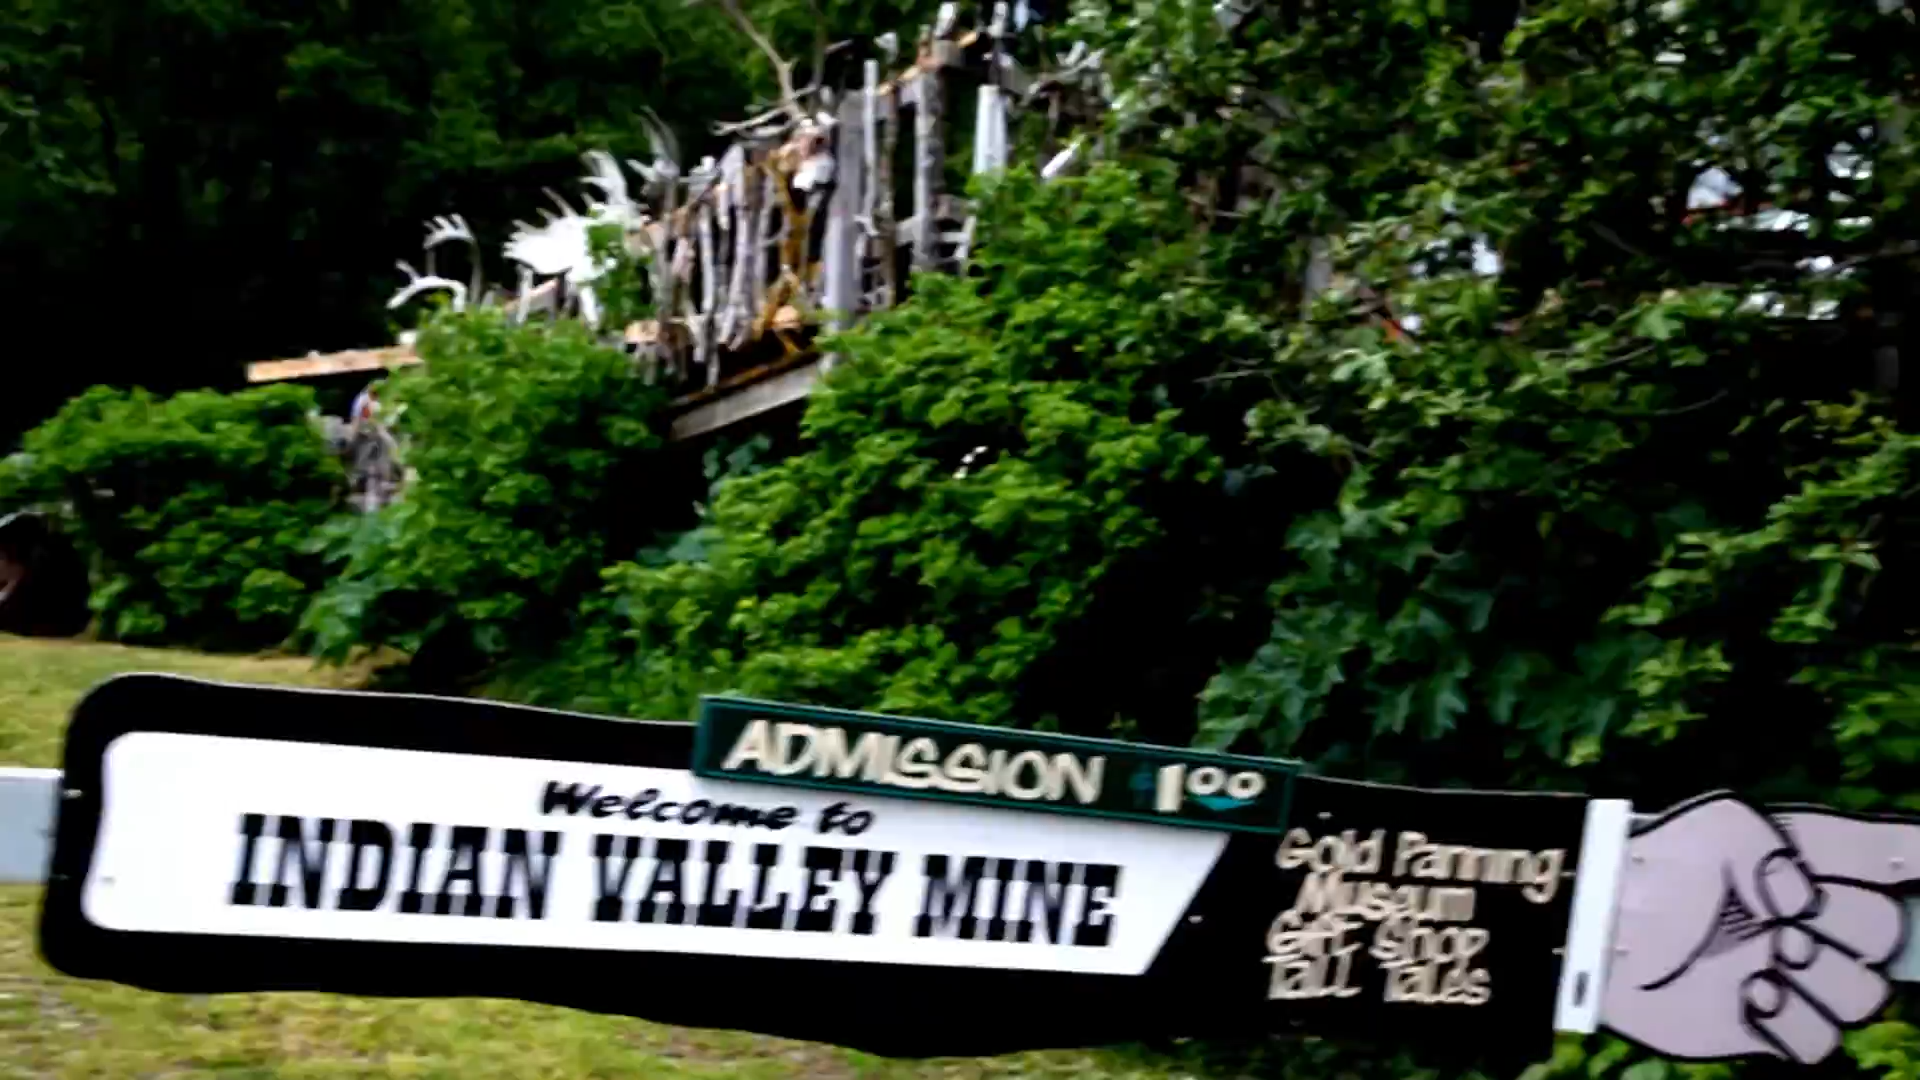 ADMISSION $1.00
Welcome to
INDIAN VALLEY MINE
Gold Panning
Museum
Gift Shop
Tall Tales